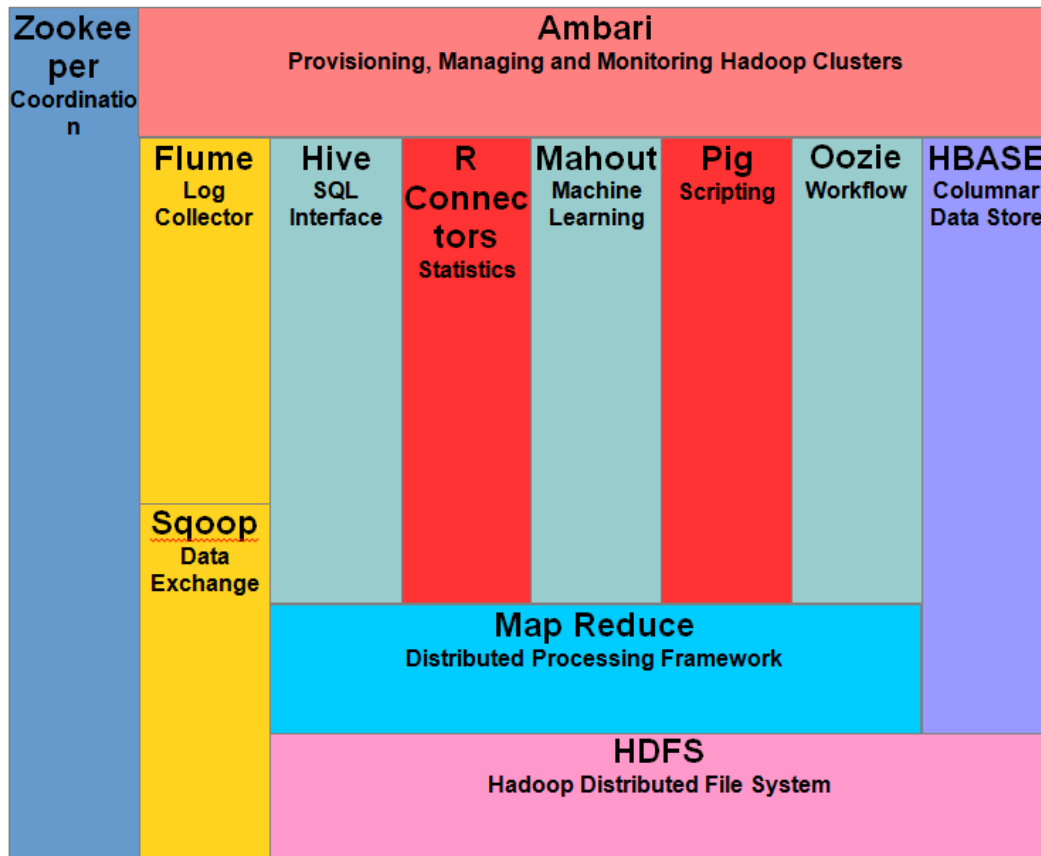 Zookee
per
Coordinatio
n
Ambari
Provisioning, Managing and Monitoring Hadoop Clusters
Flume
Log
Collector
Hive
SQL
Interface
R
Connec
tors
Statistics
Mahout
Machine
Learning
Pig
Scripting
Oozie
Workflow
HBASE
Columnar
Data Store
Sqoop
Data
Exchange
Map Reduce
Distributed Processing Framework
HDFS
Hadoop Distributed File System